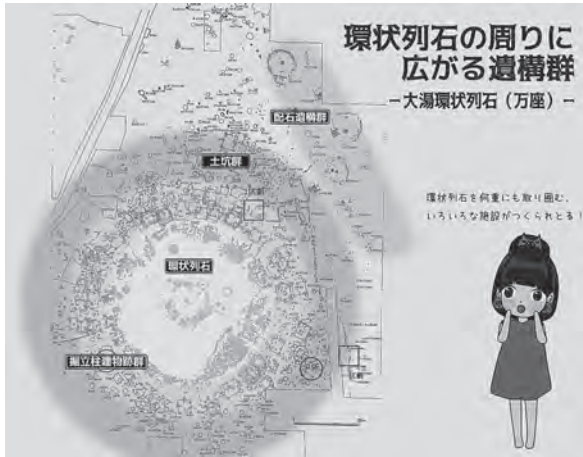 環状列石の周りに
広がる遺構群
−大湯環状列石（万座）−
配石遺構群
土坑群
環状列石を何重にも取り囲む、
いろいろな施設がつくられとる！
環状列石
掘立柱建物跡群